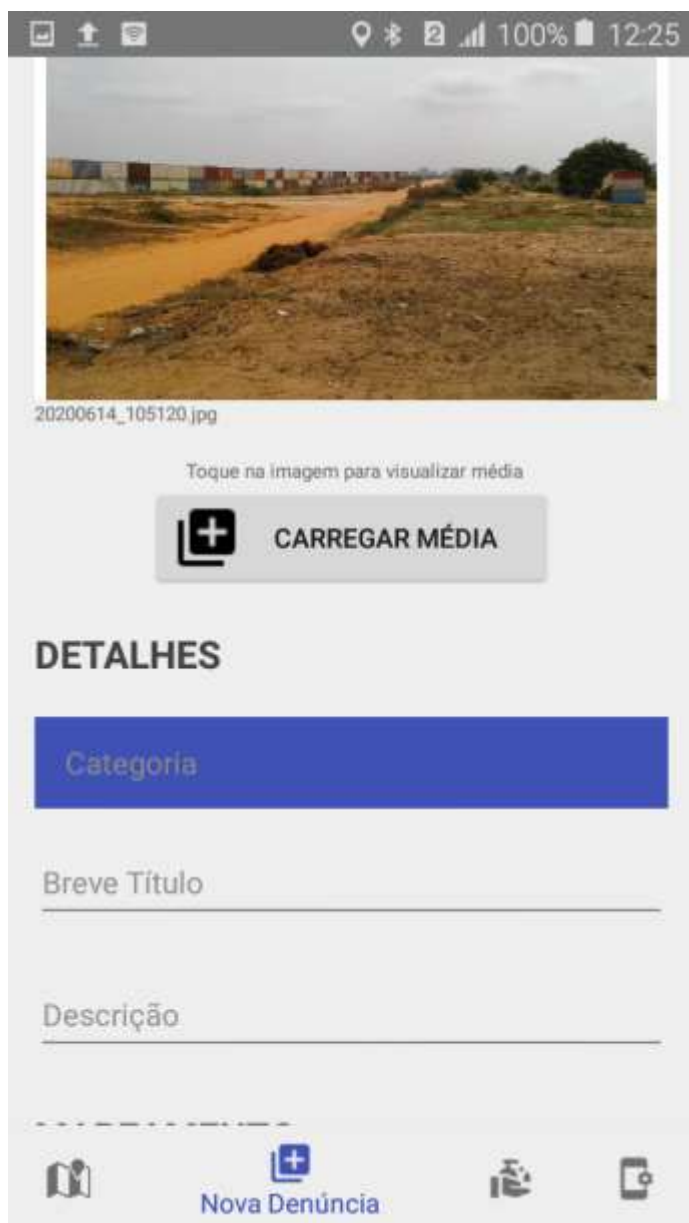 2 100% 12:25
20200614_105120.jpg
Toque na imagem para visualizar média
CARREGAR MÉDIA
DETALHES
Categoria
Breve Título
Descrição
Nova Denúncia